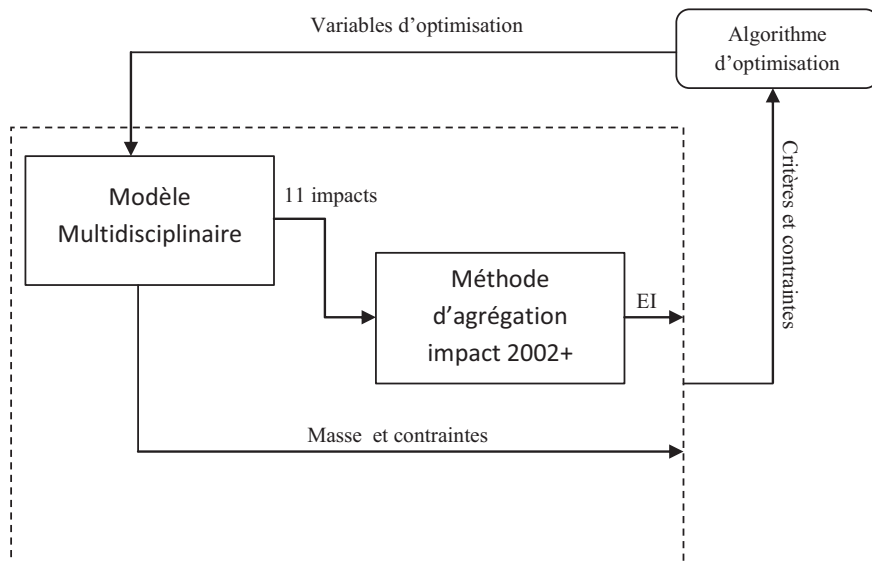 Variables d'optimisation
Algorithme
d'optimisation
Modèle
Multidisciplinaire
11 impacts
Méthode
d'agrégation
impact 2002+
EI
Critères et contraintes
Masse et contraintes